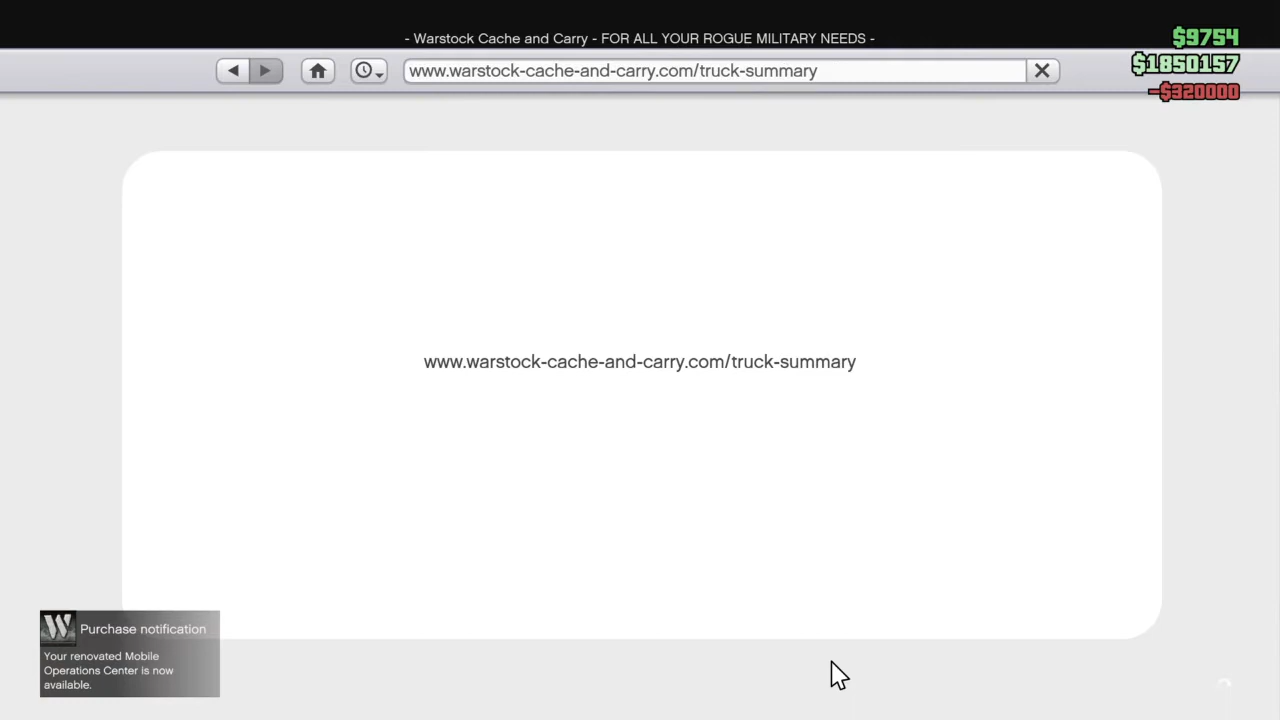 - Warstock Cache and Carry - FOR ALL YOUR ROGUE MILITARY NEEDS -
$9754
www.warstock-cache-and-carry.com/truck-summary
$1850157
-$320000
www.warstock-cache-and-carry.com/truck-summary
W
Purchase notification
Your renovated Mobile
Operations Center is now
available.